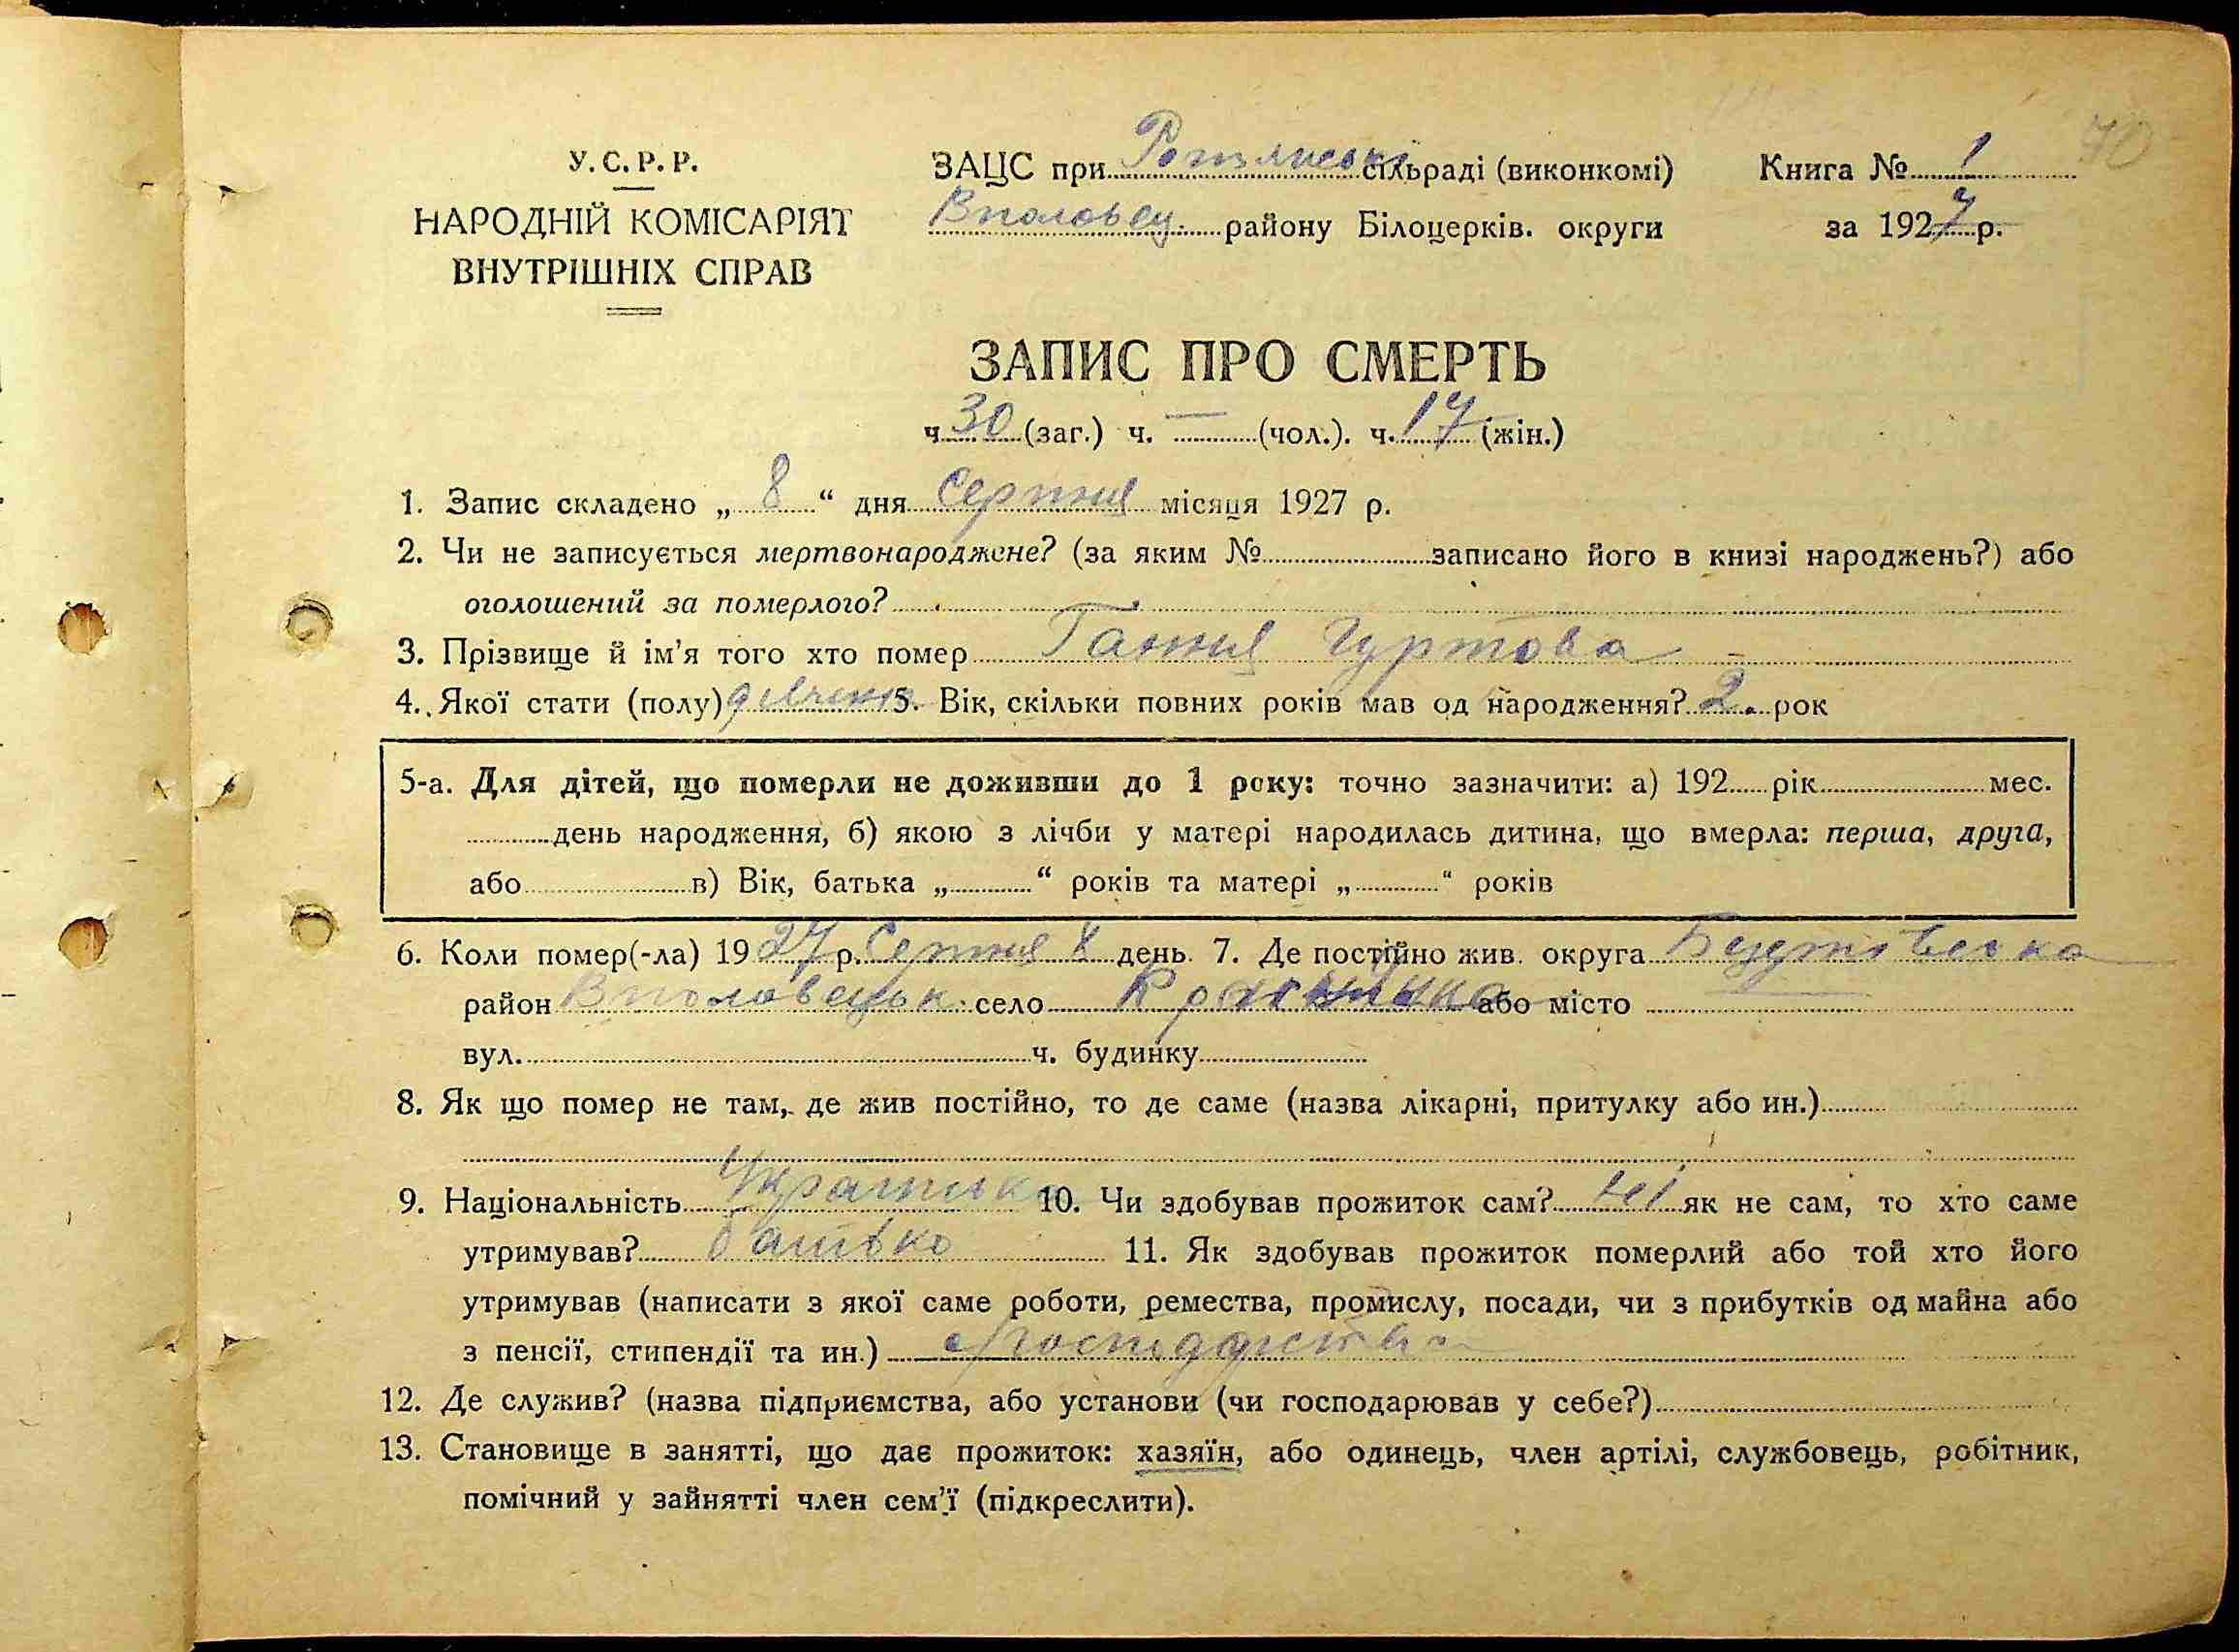 70
У. С. Р. Р.
НАРОДНІЙ КОМІСАРІЯТ
ВНУТРІШНІХ СПРАВ
ЗАЦС при сільраді (виконкомі)
району Білоцерків. округи
Книга № 1
за 1927 р.
ЗАПИС ПРО СМЕРТЬ
ч. 30 (заг.) ч. — (чол.). ч. 17 (жін.)
1. Запис складено „ 8 “ дня Серпня місяця 1927 р.
2. Чи не записується мертвонароджене? (за яким № записано його в книзі народжень?) або
оголошений за померлого?
3. Прізвище й ім’я того хто помер Ганна Гуртова
4. Якої стати (полу) 5. Вік, скільки повних років мав од народження? 2 рок
5-а. Для дітей, що померли не доживши до 1 року: точно зазначити: а) 192 рік мес.
день народження, б) якою з лічби у матері народилась дитина, що вмерла: перша, друга,
або в) Вік, батька „ “ років та матері „ “ років
6. Коли помер(-ла) 1927 р. Серпня 8 день. 7. Де постійно жив. округа
район село або місто
вул. ч. будинку
8. Як що помер не там, де жив постійно, то де саме (назва лікарні, притулку або ин.)
9. Національність 10. Чи здобував прожиток сам? ні як не сам, то хто саме
утримував? батько 11. Як здобував прожиток померлий або той хто його
утримував (написати з якої саме роботи, ремества, промислу, посади, чи з прибутків од майна або
з пенсії, стипендії та ин.)
12. Де служив? (назва підприємства, або установи (чи господарював у себе?)
13. Становище в занятті, що дає прожиток: хазяїн, або одинець, член артілі, службовець, робітник,
помічний у зайнятті член сем’ї (підкреслити).